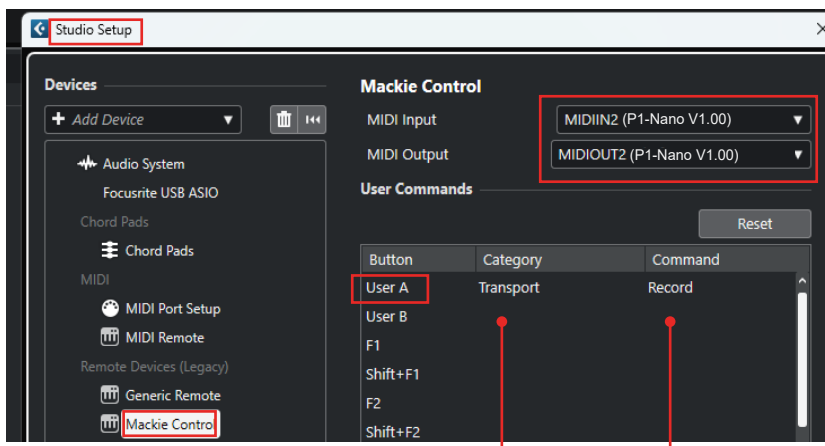 Studio Setup
Devices
+ Add Device
Audio System
Focusrite USB ASIO
Chord Pads
Chord Pads
MIDI
MIDI Port Setup
MIDI Remote
Remote Devices (Legacy)
Generic Remote
Mackie Control
Mackie Control
MIDI Input MIDIIN2 (P1-Nano V1.00)
MIDI Output MIDIOUT2 (P1-Nano V1.00)
User Commands
Reset
Button Category Command
User A Transport Record
User B
F1
Shift+F1
F2
Shift+F2